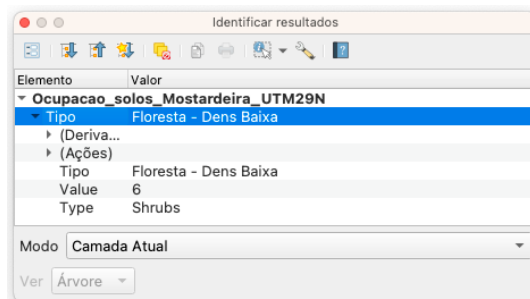 Identificar resultados
Elemento Valor
Ocupacao_solos_Mostardeira_UTM29N
Tipo Floresta - Dens Baixa
(Deriva...
(Ações)
Tipo Floresta - Dens Baixa
Value 6
Type Shrubs
Modo Camada Atual
Ver Árvore